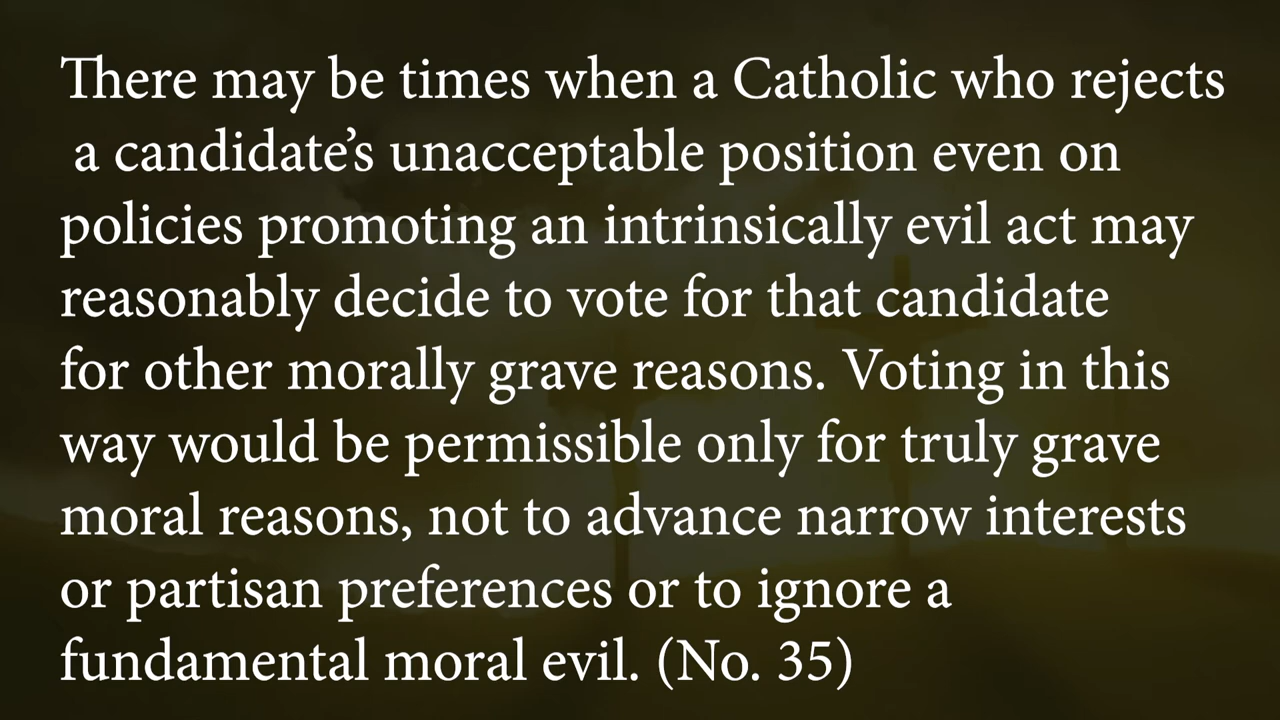 There may be times when a Catholic who rejects
a candidate’s unacceptable position even on
policies promoting an intrinsically evil act may
reasonably decide to vote for that candidate
for other morally grave reasons. Voting in this
way would be permissible only for truly grave
moral reasons, not to advance narrow interests
or partisan preferences or to ignore a
fundamental moral evil. (No. 35)